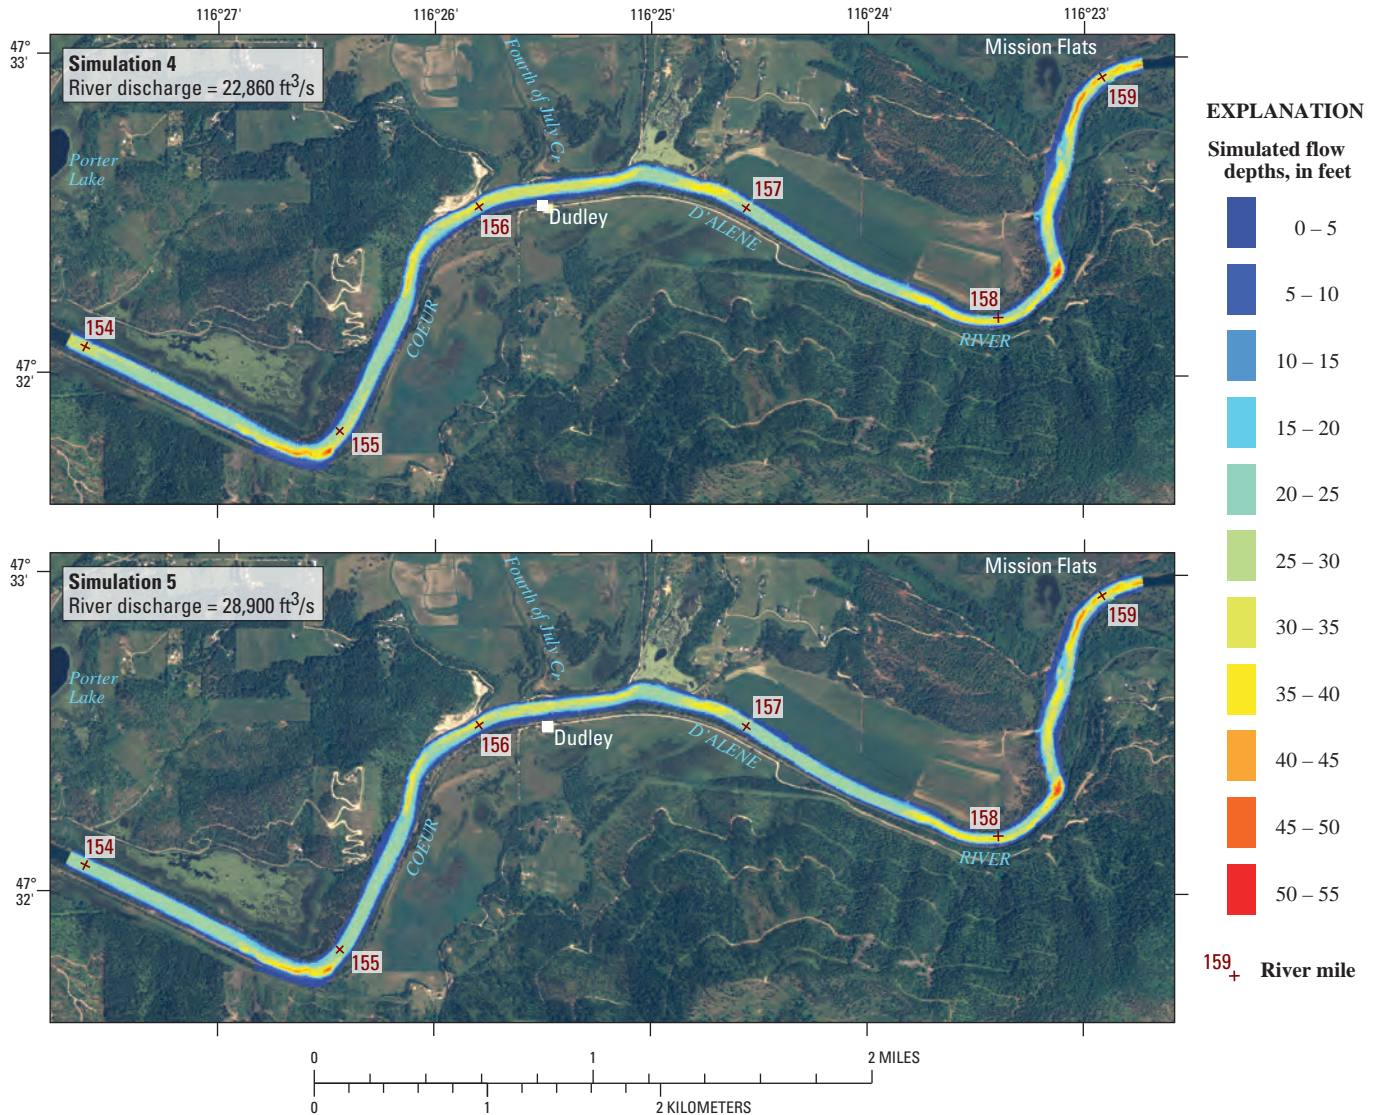 116°27'
116°26'
116°25'
116°24'
116°23'
47°
33'
Simulation 4
River discharge = 22,860 ft³/s
Fourth of July Cr.
Mission Flats
159
Porter
Lake
157
156
Dudley
D'ALENE
158
RIVER
154
COEUR
47°
32'
155
EXPLANATION
Simulated flow
depths, in feet
0 – 5
5 – 10
10 – 15
15 – 20
20 – 25
25 – 30
30 – 35
35 – 40
40 – 45
45 – 50
50 – 55
159
River mile
47°
33'
Simulation 5
River discharge = 28,900 ft³/s
Fourth of July Cr.
Mission Flats
159
Porter
Lake
157
156
Dudley
D'ALENE
158
RIVER
154
COEUR
47°
32'
155
0
1
2 MILES
0
1
2 KILOMETERS